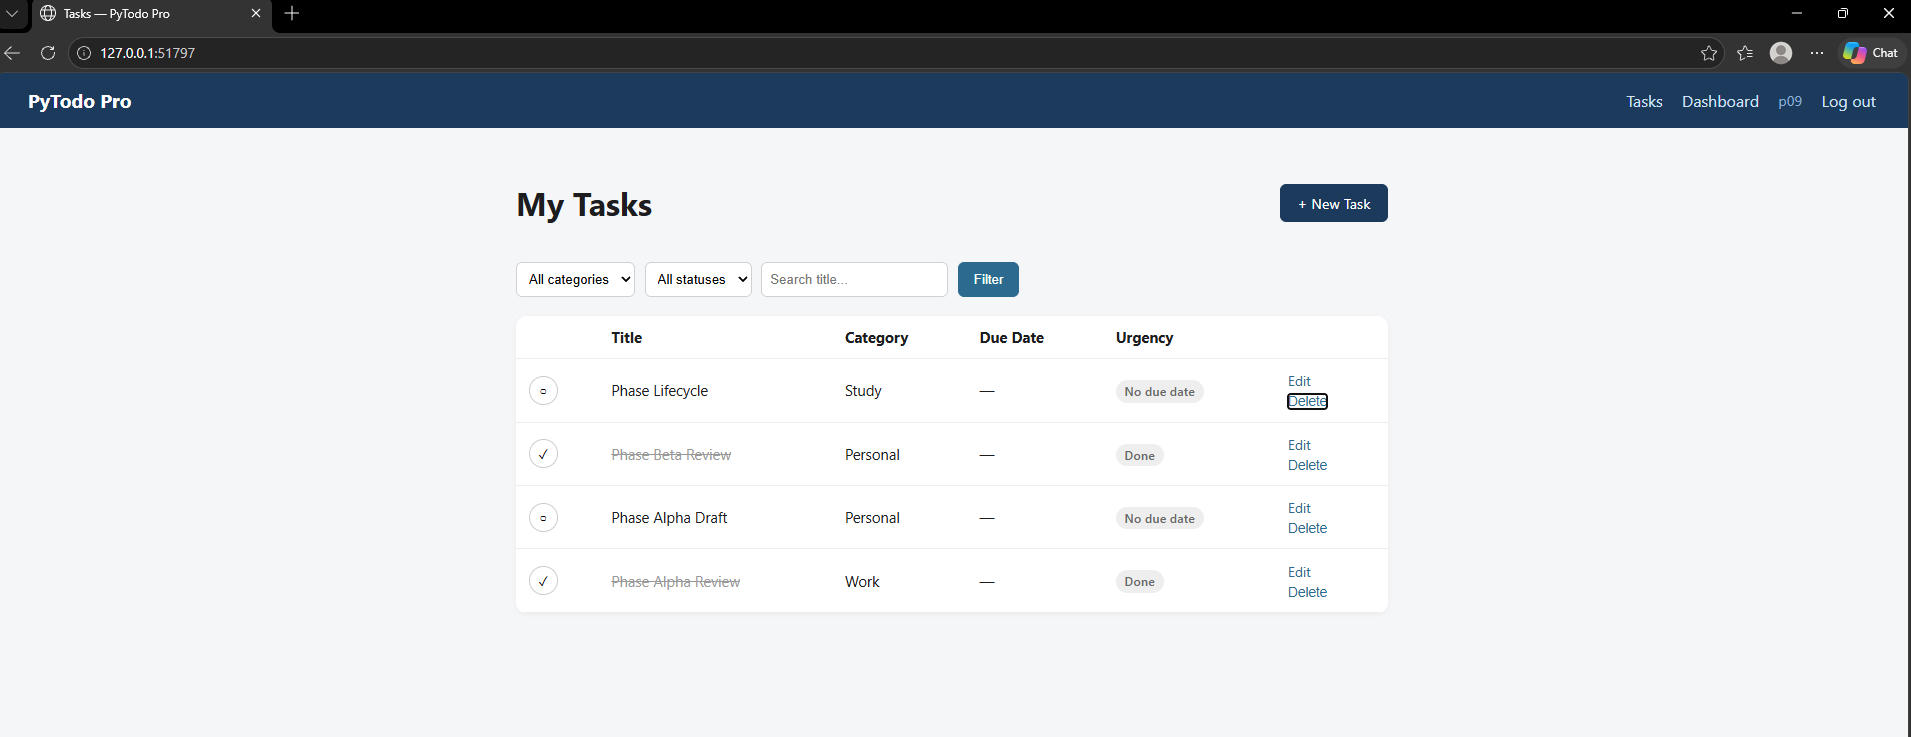 Tasks — PyTodo Pro
127.0.0.1:51797
Chat
PyTodo Pro
Tasks Dashboard p09 Log out
My Tasks
+ New Task
All categories All statuses Search title... Filter
Title Category Due Date Urgency
Phase Lifecycle Study — No due date Edit
Delete
✓ Phase Beta Review Personal — Done Edit
Delete
Phase Alpha Draft Personal — No due date Edit
Delete
✓ Phase Alpha Review Work — Done Edit
Delete